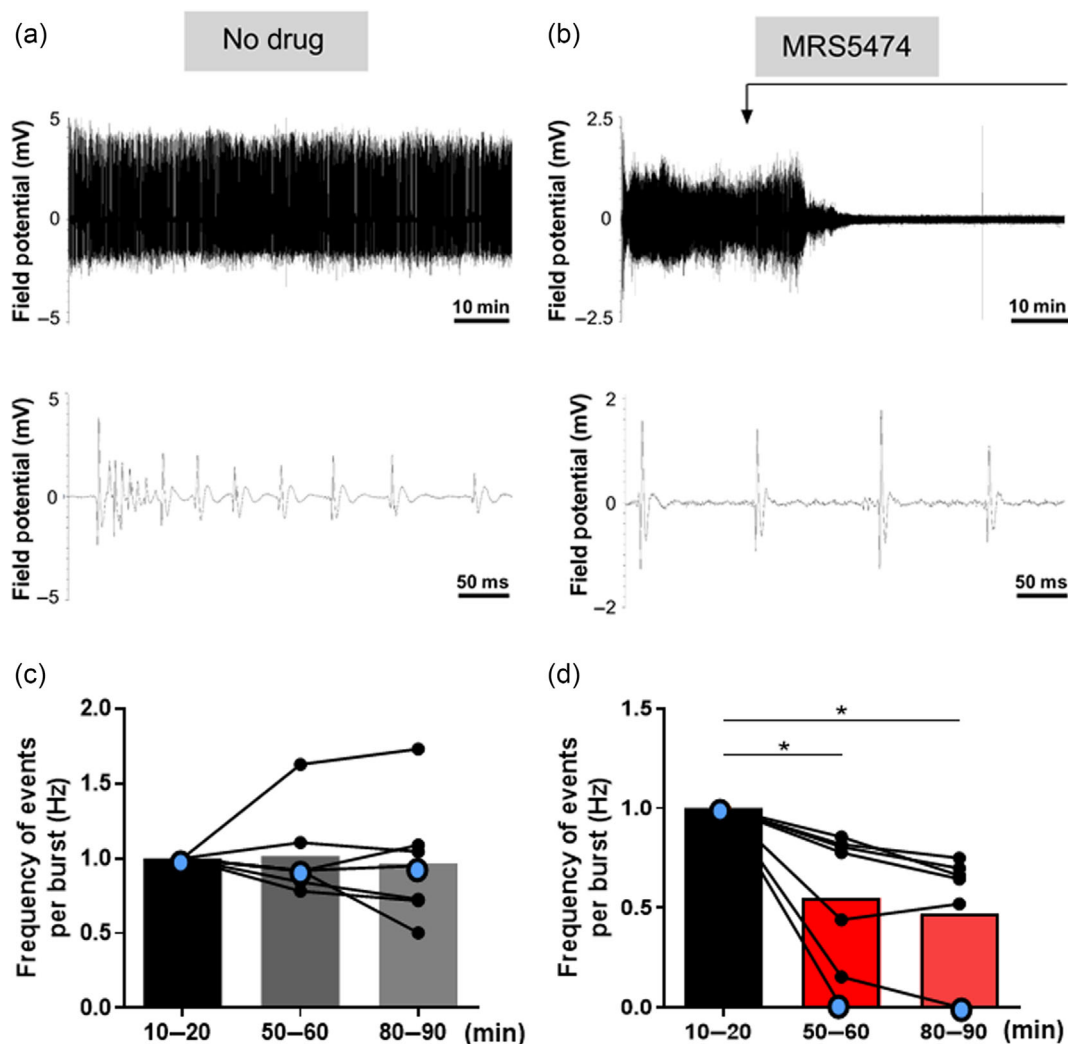 (a)
No drug
Field potential (mV)
5
0
–5
10 min
Field potential (mV)
5
0
–5
50 ms
(b)
MRS5474
Field potential (mV)
2.5
0
–2.5
10 min
Field potential (mV)
2
0
–2
50 ms
(c)
Frequency of events
per burst (Hz)
2.0
1.5
1.0
0.5
0.0
10–20 50–60 80–90 (min)
(d)
Frequency of events
per burst (Hz)
1.5
1.0
0.5
0.0
*
*
10–20 50–60 80–90 (min)